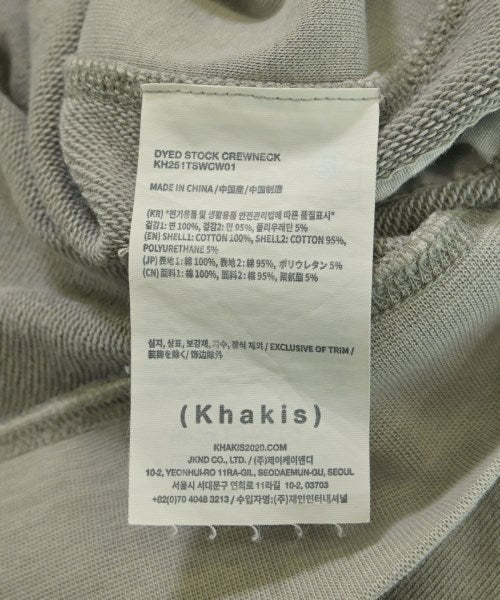 DYED STOCK CREWNECK
KH251TSWCW01
MADE IN CHINA /中国産/中国制造
(KR) *전기용품 및 생활용품 안전관리법에 따른 품질표시*
겉감1: 면 100%, 겉감2: 면 95%, 폴리우레탄 5%
(EN) SHELL1: COTTON 100%, SHELL2: COTTON 95%,
POLYURETHANE 5%
(JP) 表地1: 綿 100%, 表地2: 綿 95%, ポリウレタン 5%
(CN) 面料1: 棉 100%, 面料2: 棉 95%, 聚氨酯 5%
심지, 상표, 보강재, 자수, 장식 제외 / EXCLUSIVE OF TRIM /
装飾を除く/ 饰边除外
(Khakis)
KHAKIS2020.COM
JKND CO., LTD. / (주)제이케이앤디
10-2, YEONHUI-RO 11RA-GIL, SEODAEMUN-GU, SEOUL
서울시 서대문구 연희로 11라길 10-2, 03703
+82(0)70 4048 3213 / 수입자명:(주)재인인터내셔널